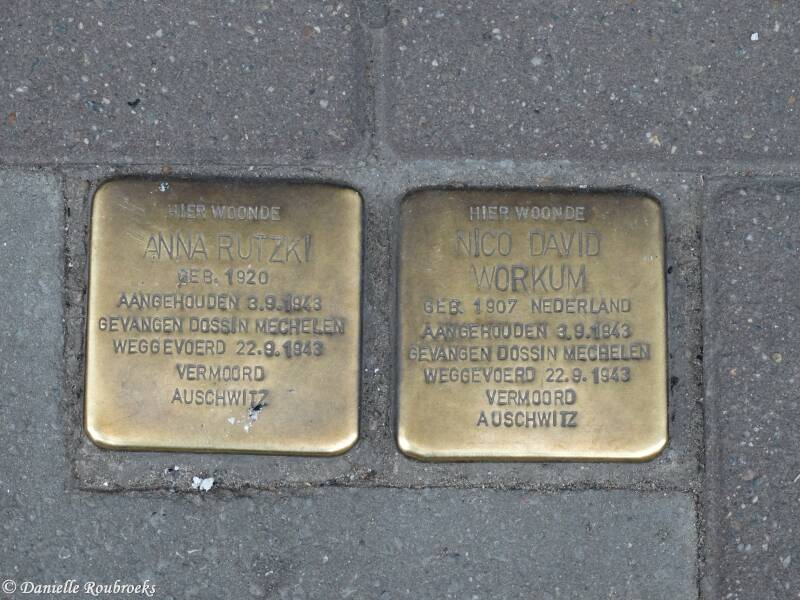 HIER WOONDE
ANNA RUTZKI
GEB. 1920
AANGEHOUDEN 3.9.1943
GEVANGEN DOSSIN MECHELEN
WEGGEVOERD 22.9.1943
VERMOORD
AUSCHWITZ
HIER WOONDE
NICO DAVID
WORKUM
GEB. 1907 NEDERLAND
AANGEHOUDEN 3.9.1943
GEVANGEN DOSSIN MECHELEN
WEGGEVOERD 22.9.1943
VERMOORD
AUSCHWITZ
© Danielle Roubroeks